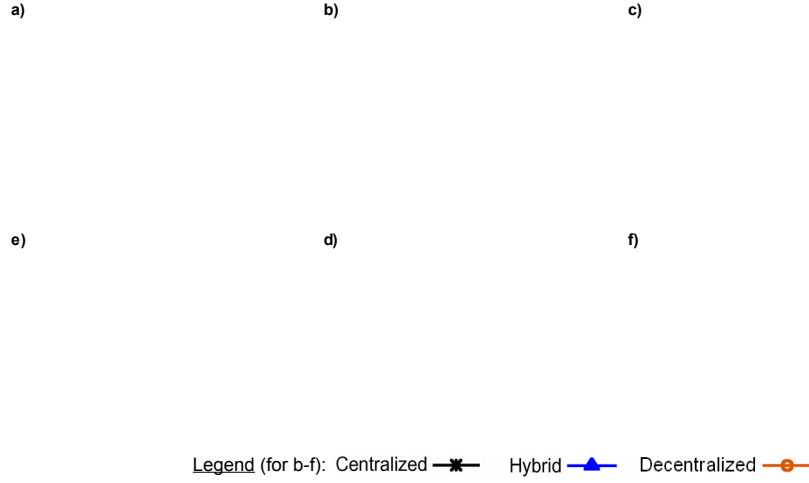 a)
b)
c)
e)
d)
f)
Legend (for b-f): Centralized Hybrid Decentralized